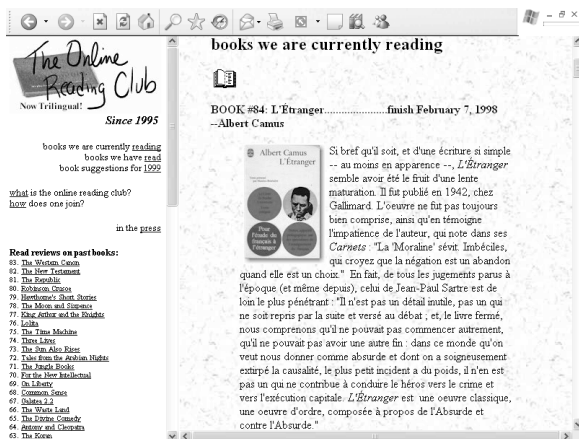 The Online
Reading Club
Now Trilingual!
Since 1995
books we are currently reading
books we have read
book suggestions for 1999
what is the online reading club?
how does one join?
in the press
Read reviews on past books:
83. The Western Canon
82. The New Testament
81. The Republic
80. Robinson Crusoe
79. Hawthorne's Short Stories
78. The Moon and Sixpence
77. King Arthur and the Knights
76. Lolita
75. The Time Machine
74. Three Lives
73. The Sun Also Rises
72. Tales from the Arabian Nights
71. The Jungle Books
70. For the New Intellectual
69. On Liberty
68. Common Sense
67. Galatea 2.2
66. The Waste Land
65. The Divine Comedy
64. Antony and Cleopatra
63. The Koran
books we are currently reading
BOOK #84: L'Étranger.....................finish February 7, 1998
--Albert Camus
Albert Camus
L'Étranger
Pour
l'étude du
français à
l'étranger
Si bref qu'il soit, et d'une écriture si simple
-- au moins en apparence --, L'Étranger
semble avoir été le fruit d'une lente
maturation. Il fut publié en 1942, chez
Gallimard. L'oeuvre ne fut pas toujours
bien comprise, ainsi qu'en témoigne
l'impatience de l'auteur, qui note dans ses
Carnets : "La 'Moraline' sévit. Imbéciles,
qui croyez que la négation est un abandon
quand elle est un choix." En fait, de tous les jugements parus à
l'époque (et même depuis), celui de Jean-Paul Sartre est de
loin le plus pénétrant : "Il n'est pas un détail inutile, pas un qui
ne soit repris par la suite et versé au débat ; et, le livre fermé,
nous comprenons qu'il ne pouvait pas commencer autrement,
qu'il ne pouvait pas avoir une autre fin : dans ce monde qu'on
veut nous donner comme absurde et dont on a soigneusement
extirpé la causalité, le plus petit incident a du poids, il n'en est
pas un qui ne contribue à conduire le héros vers le crime et
vers l'exécution capitale. L'Étranger est une oeuvre classique,
une oeuvre d'ordre, composée à propos de l'Absurde et
contre l'Absurde."